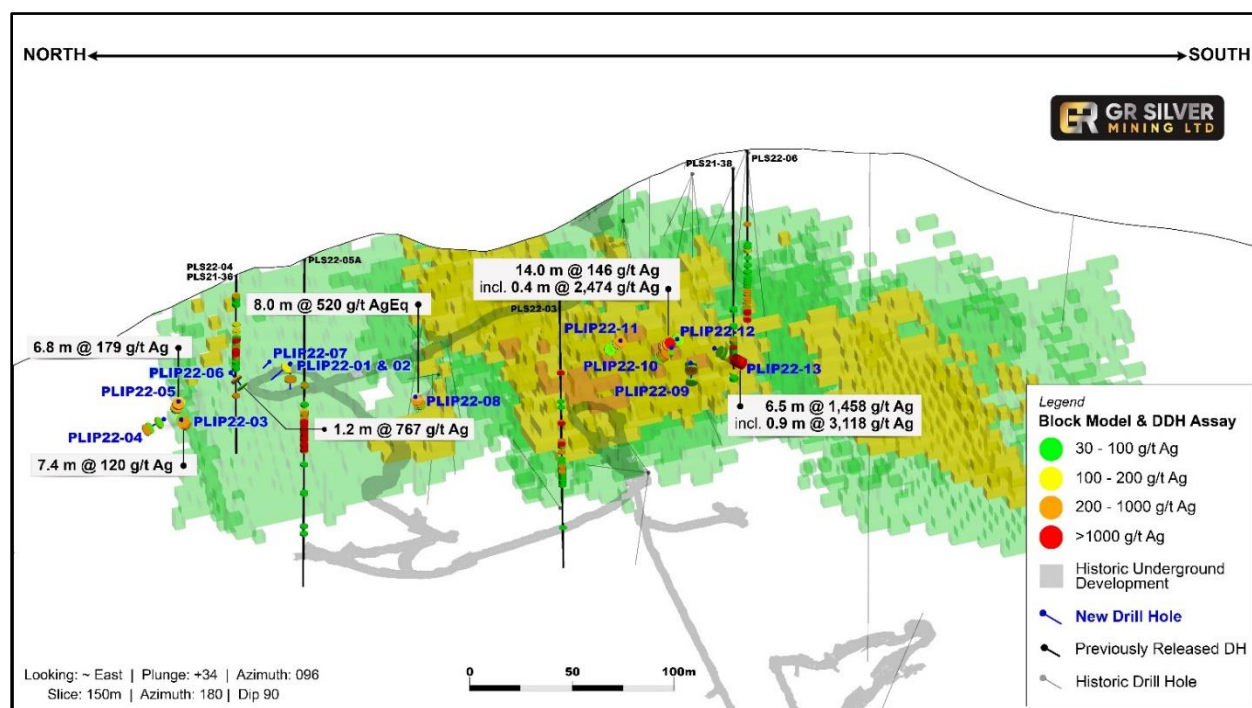 NORTH
SOUTH
GR SILVER
MINING LTD
PLS21-38
PLS22-06
PLS22-04
PLS21-36
PLS22-05A
14.0 m @ 146 g/t Ag
incl. 0.4 m @ 2,474 g/t Ag
8.0 m @ 520 g/t AgEq
PLS22-03
6.8 m @ 179 g/t Ag
PLIP22-11
PLIP22-12
PLIP22-07
PLIP22-06
PLIP22-01 & 02
PLIP22-10
PLIP22-13
PLIP22-05
PLIP22-09
PLIP22-08
PLIP22-03
PLIP22-04
1.2 m @ 767 g/t Ag
6.5 m @ 1,458 g/t Ag
incl. 0.9 m @ 3,118 g/t Ag
7.4 m @ 120 g/t Ag
Legend
Block Model & DDH Assay
30 - 100 g/t Ag
100 - 200 g/t Ag
200 - 1000 g/t Ag
>1000 g/t Ag
Historic Underground
Development
New Drill Hole
Previously Released DH
Historic Drill Hole
Looking: ~ East | Plunge: +34 | Azimuth: 096
Slice: 150m | Azimuth: 180 | Dip 90
0 50 100m